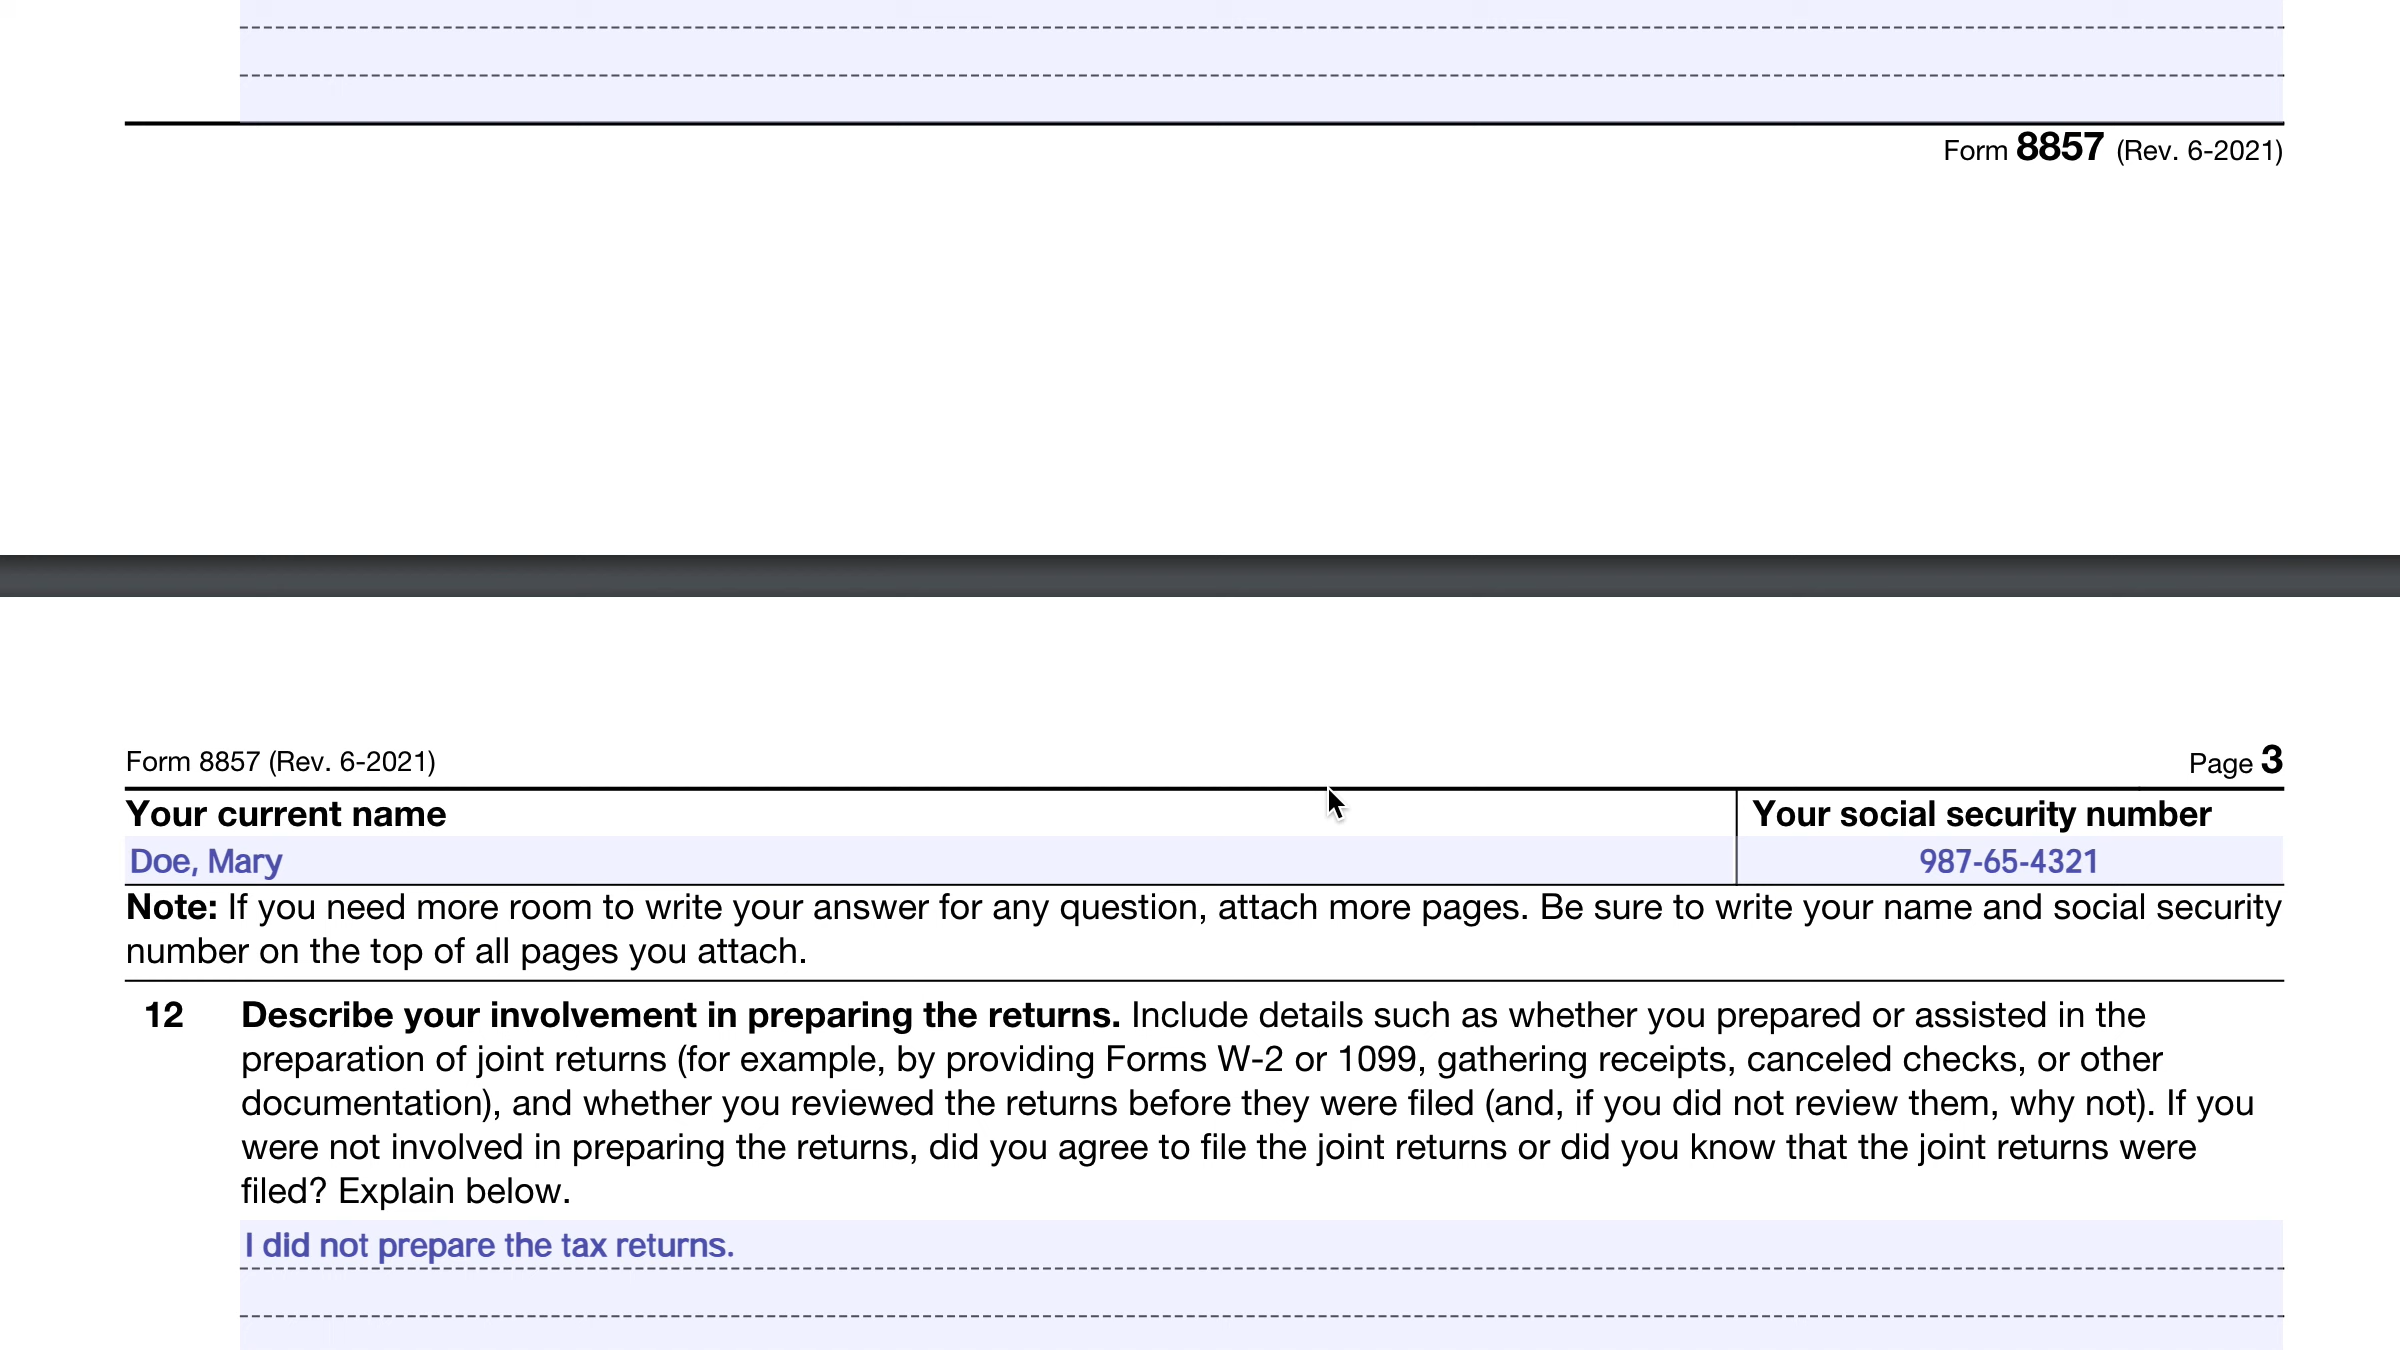 Form 8857 (Rev. 6-2021)
Form 8857 (Rev. 6-2021) Page 3
Your current name Your social security number
Doe, Mary 987-65-4321
Note: If you need more room to write your answer for any question, attach more pages. Be sure to write your name and social security
number on the top of all pages you attach.
12 Describe your involvement in preparing the returns. Include details such as whether you prepared or assisted in the
preparation of joint returns (for example, by providing Forms W-2 or 1099, gathering receipts, canceled checks, or other
documentation), and whether you reviewed the returns before they were filed (and, if you did not review them, why not). If you
were not involved in preparing the returns, did you agree to file the joint returns or did you know that the joint returns were
filed? Explain below.
I did not prepare the tax returns.